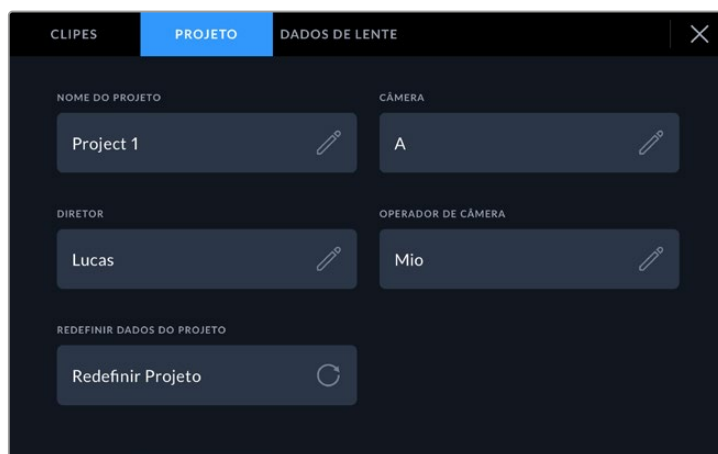 CLIPES PROJETO DADOS DE LENTE
NOME DO PROJETO
Project 1
CÂMERA
A
DIRETOR
Lucas
OPERADOR DE CÂMERA
Mio
REDEFINIR DADOS DO PROJETO
Redefinir Projeto